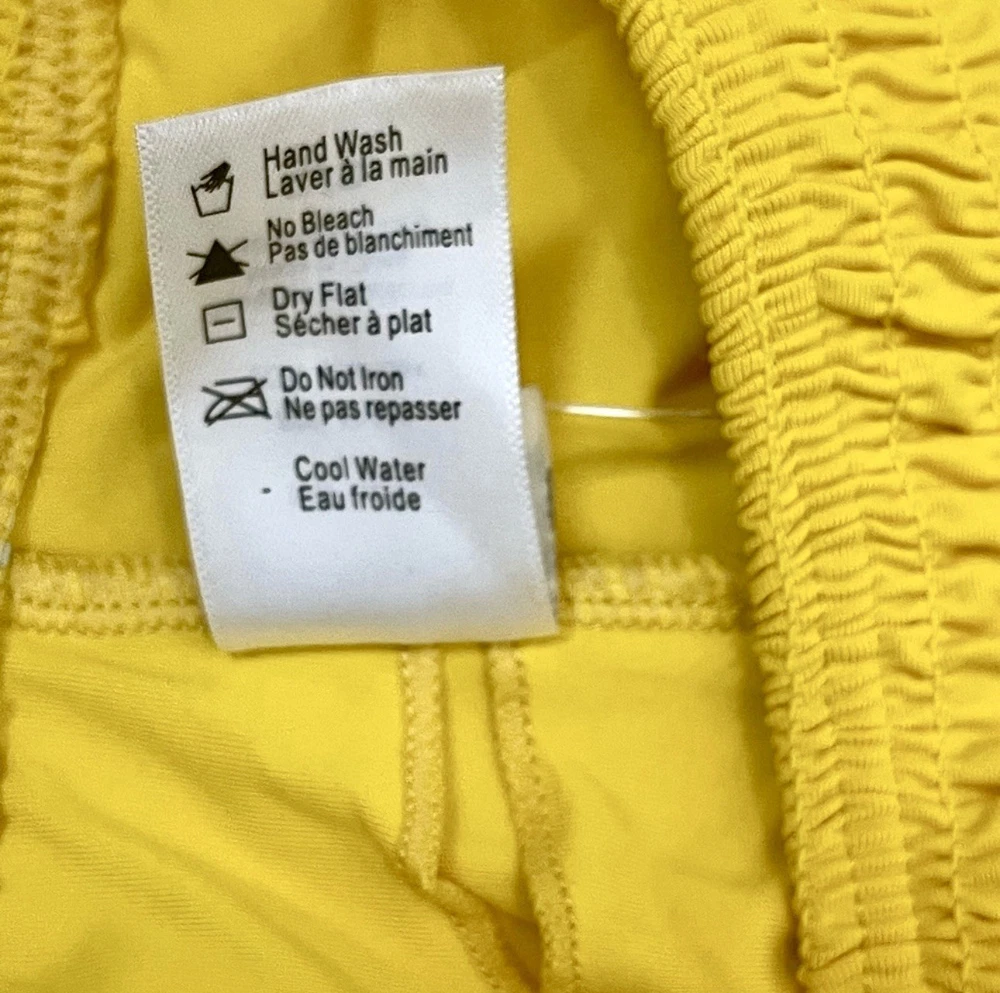 Hand Wash
Laver à la main
No Bleach
Pas de blanchiment
Dry Flat
Sécher à plat
Do Not Iron
Ne pas repasser
Cool Water
Eau froide